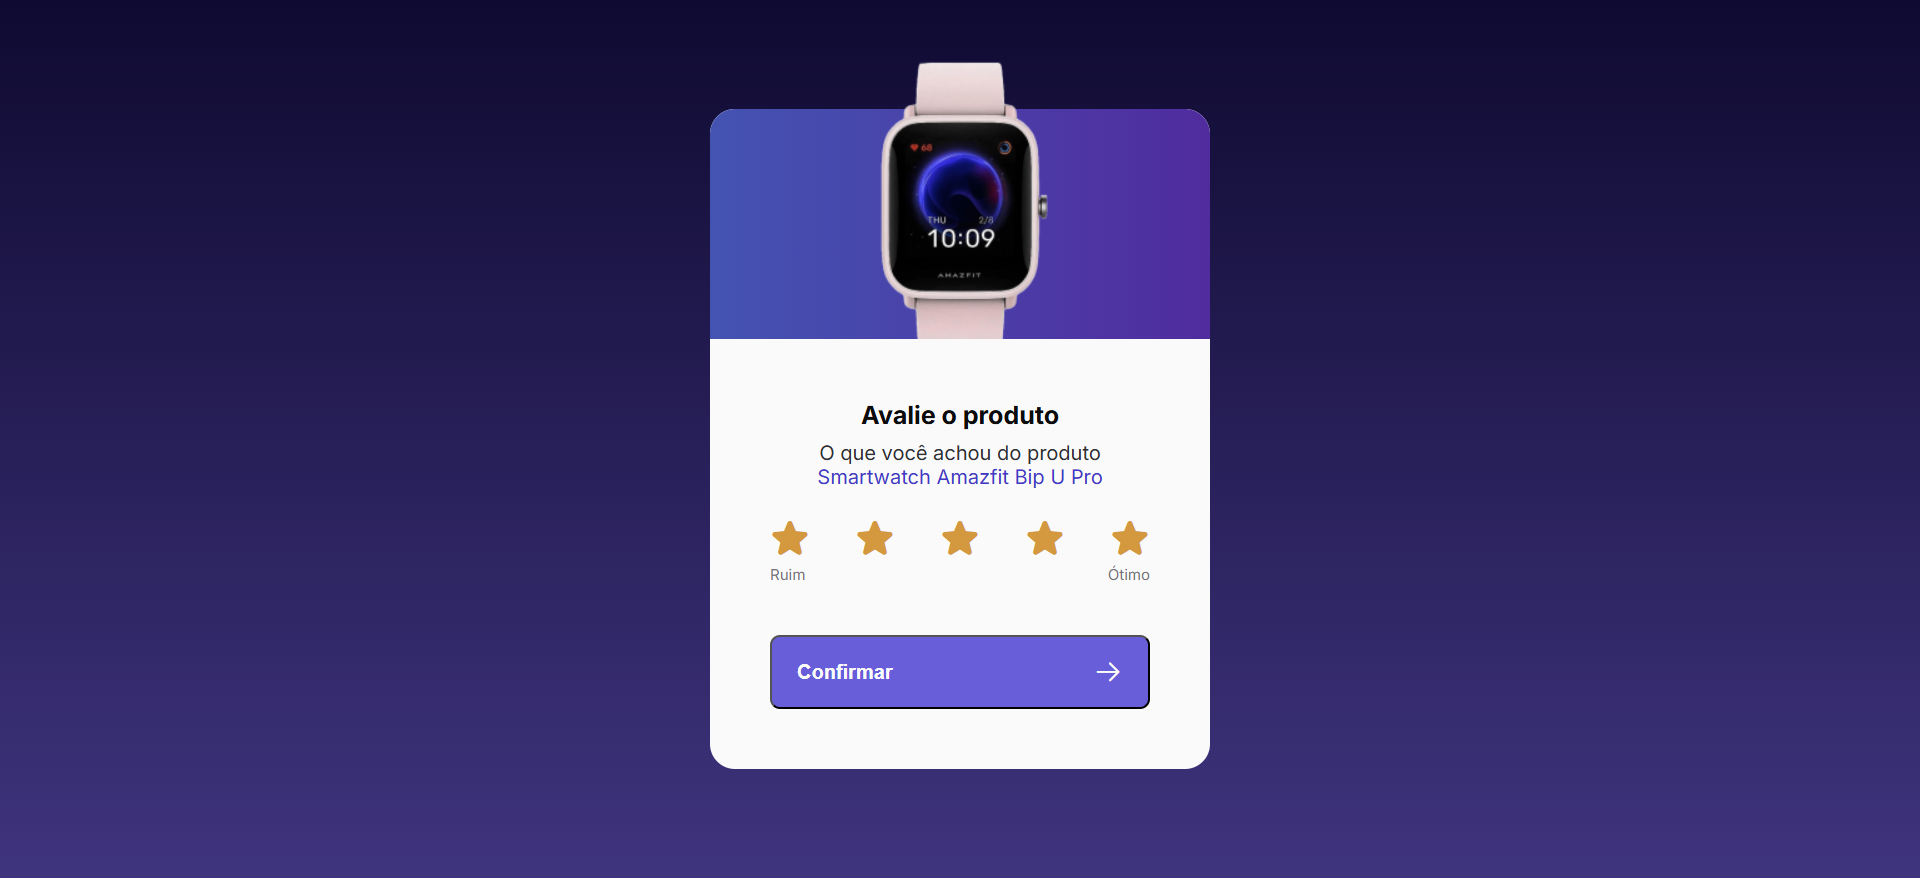 68
THU 2/8
10:09
AMAZFIT
Avalie o produto
O que você achou do produto
Smartwatch Amazfit Bip U Pro
Ruim Ótimo
Confirmar